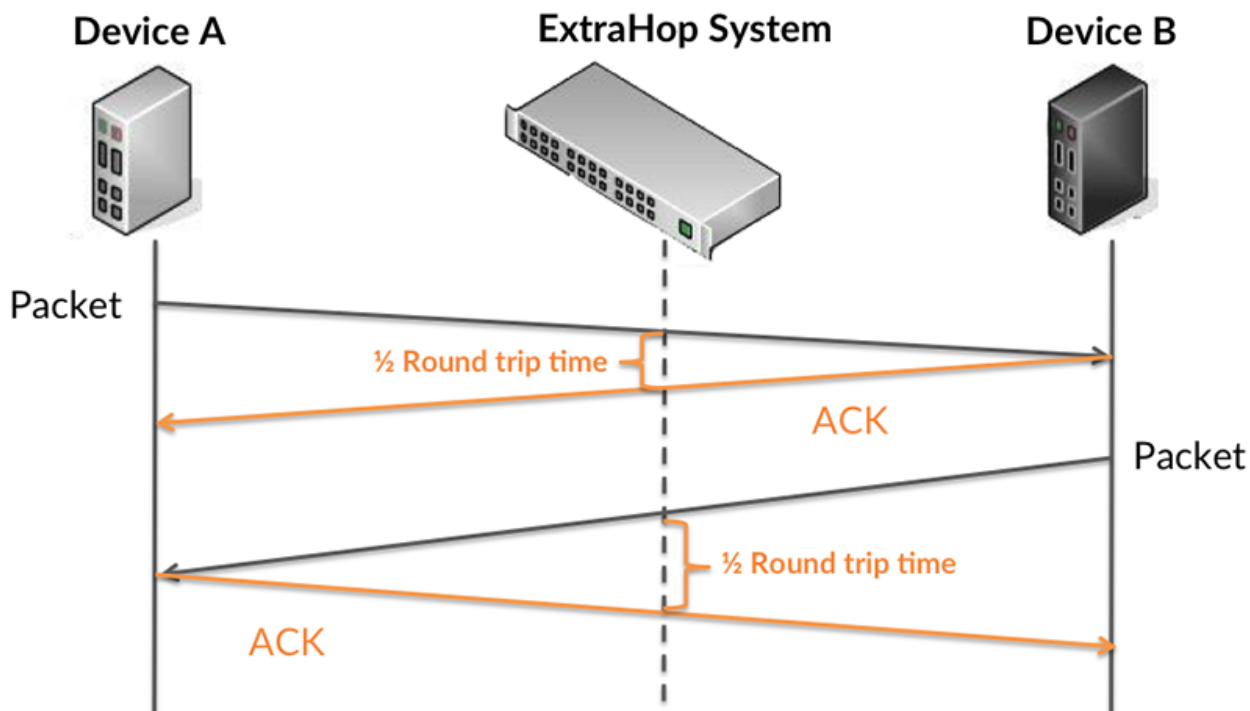 Device A
ExtraHop System
Device B
Packet
½ Round trip time
ACK
Packet
½ Round trip time
ACK